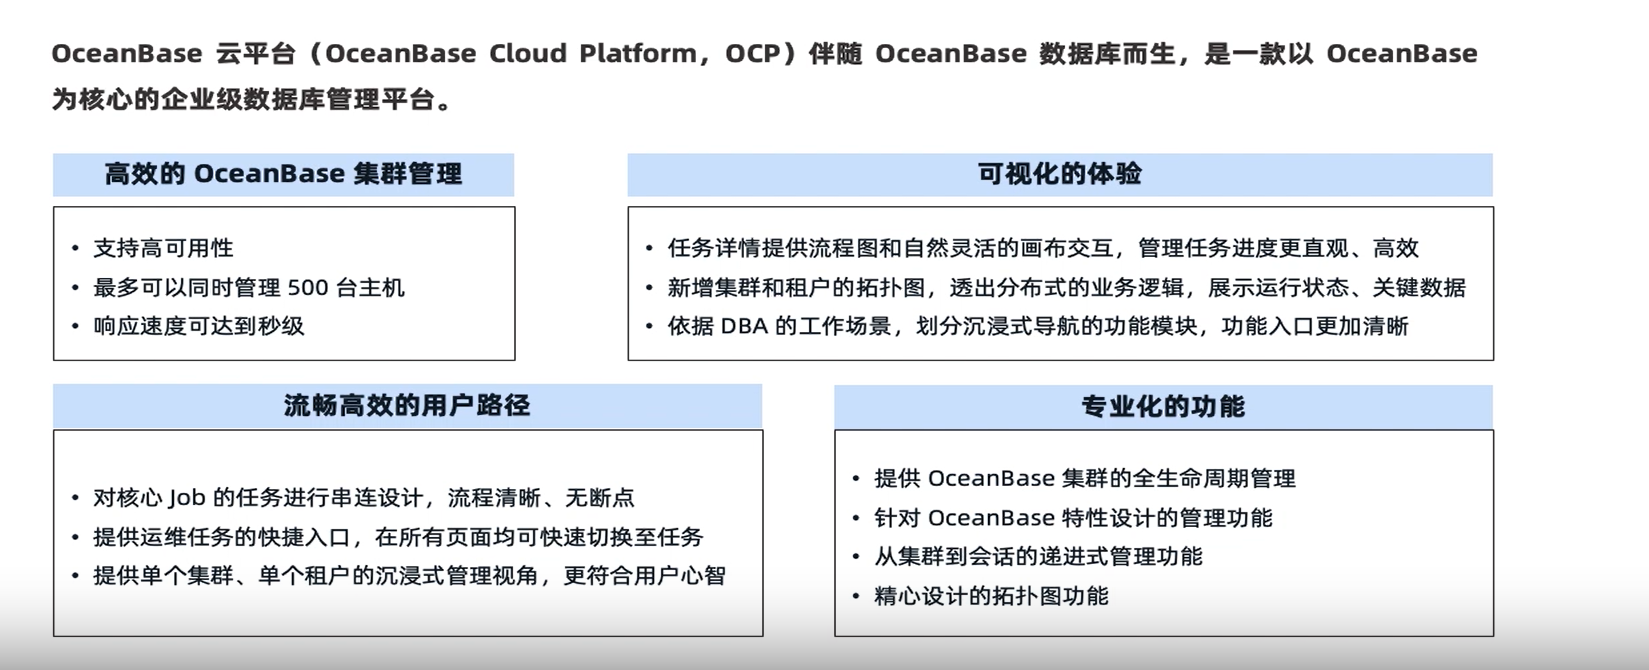 OceanBase 云平台（OceanBase Cloud Platform，OCP）伴随 OceanBase 数据库而生，是一款以 OceanBase
为核心的企业级数据库管理平台。
高效的 OceanBase 集群管理
• 支持高可用性
• 最多可以同时管理 500 台主机
• 响应速度可达到秒级
可视化的体验
• 任务详情提供流程图和自然灵活的画布交互，管理任务进度更直观、高效
• 新增集群和租户的拓扑图，透出分布式的业务逻辑，展示运行状态、关键数据
• 依据 DBA 的工作场景，划分沉浸式导航的功能模块，功能入口更加清晰
流畅高效的用户路径
• 对核心 Job 的任务进行串连设计，流程清晰、无断点
• 提供运维任务的快捷入口，在所有页面均可快速切换至任务
• 提供单个集群、单个租户的沉浸式管理视角，更符合用户心智
专业化的功能
• 提供 OceanBase 集群的全生命周期管理
• 针对 OceanBase 特性设计的管理功能
• 从集群到会话的递进式管理功能
• 精心设计的拓扑图功能